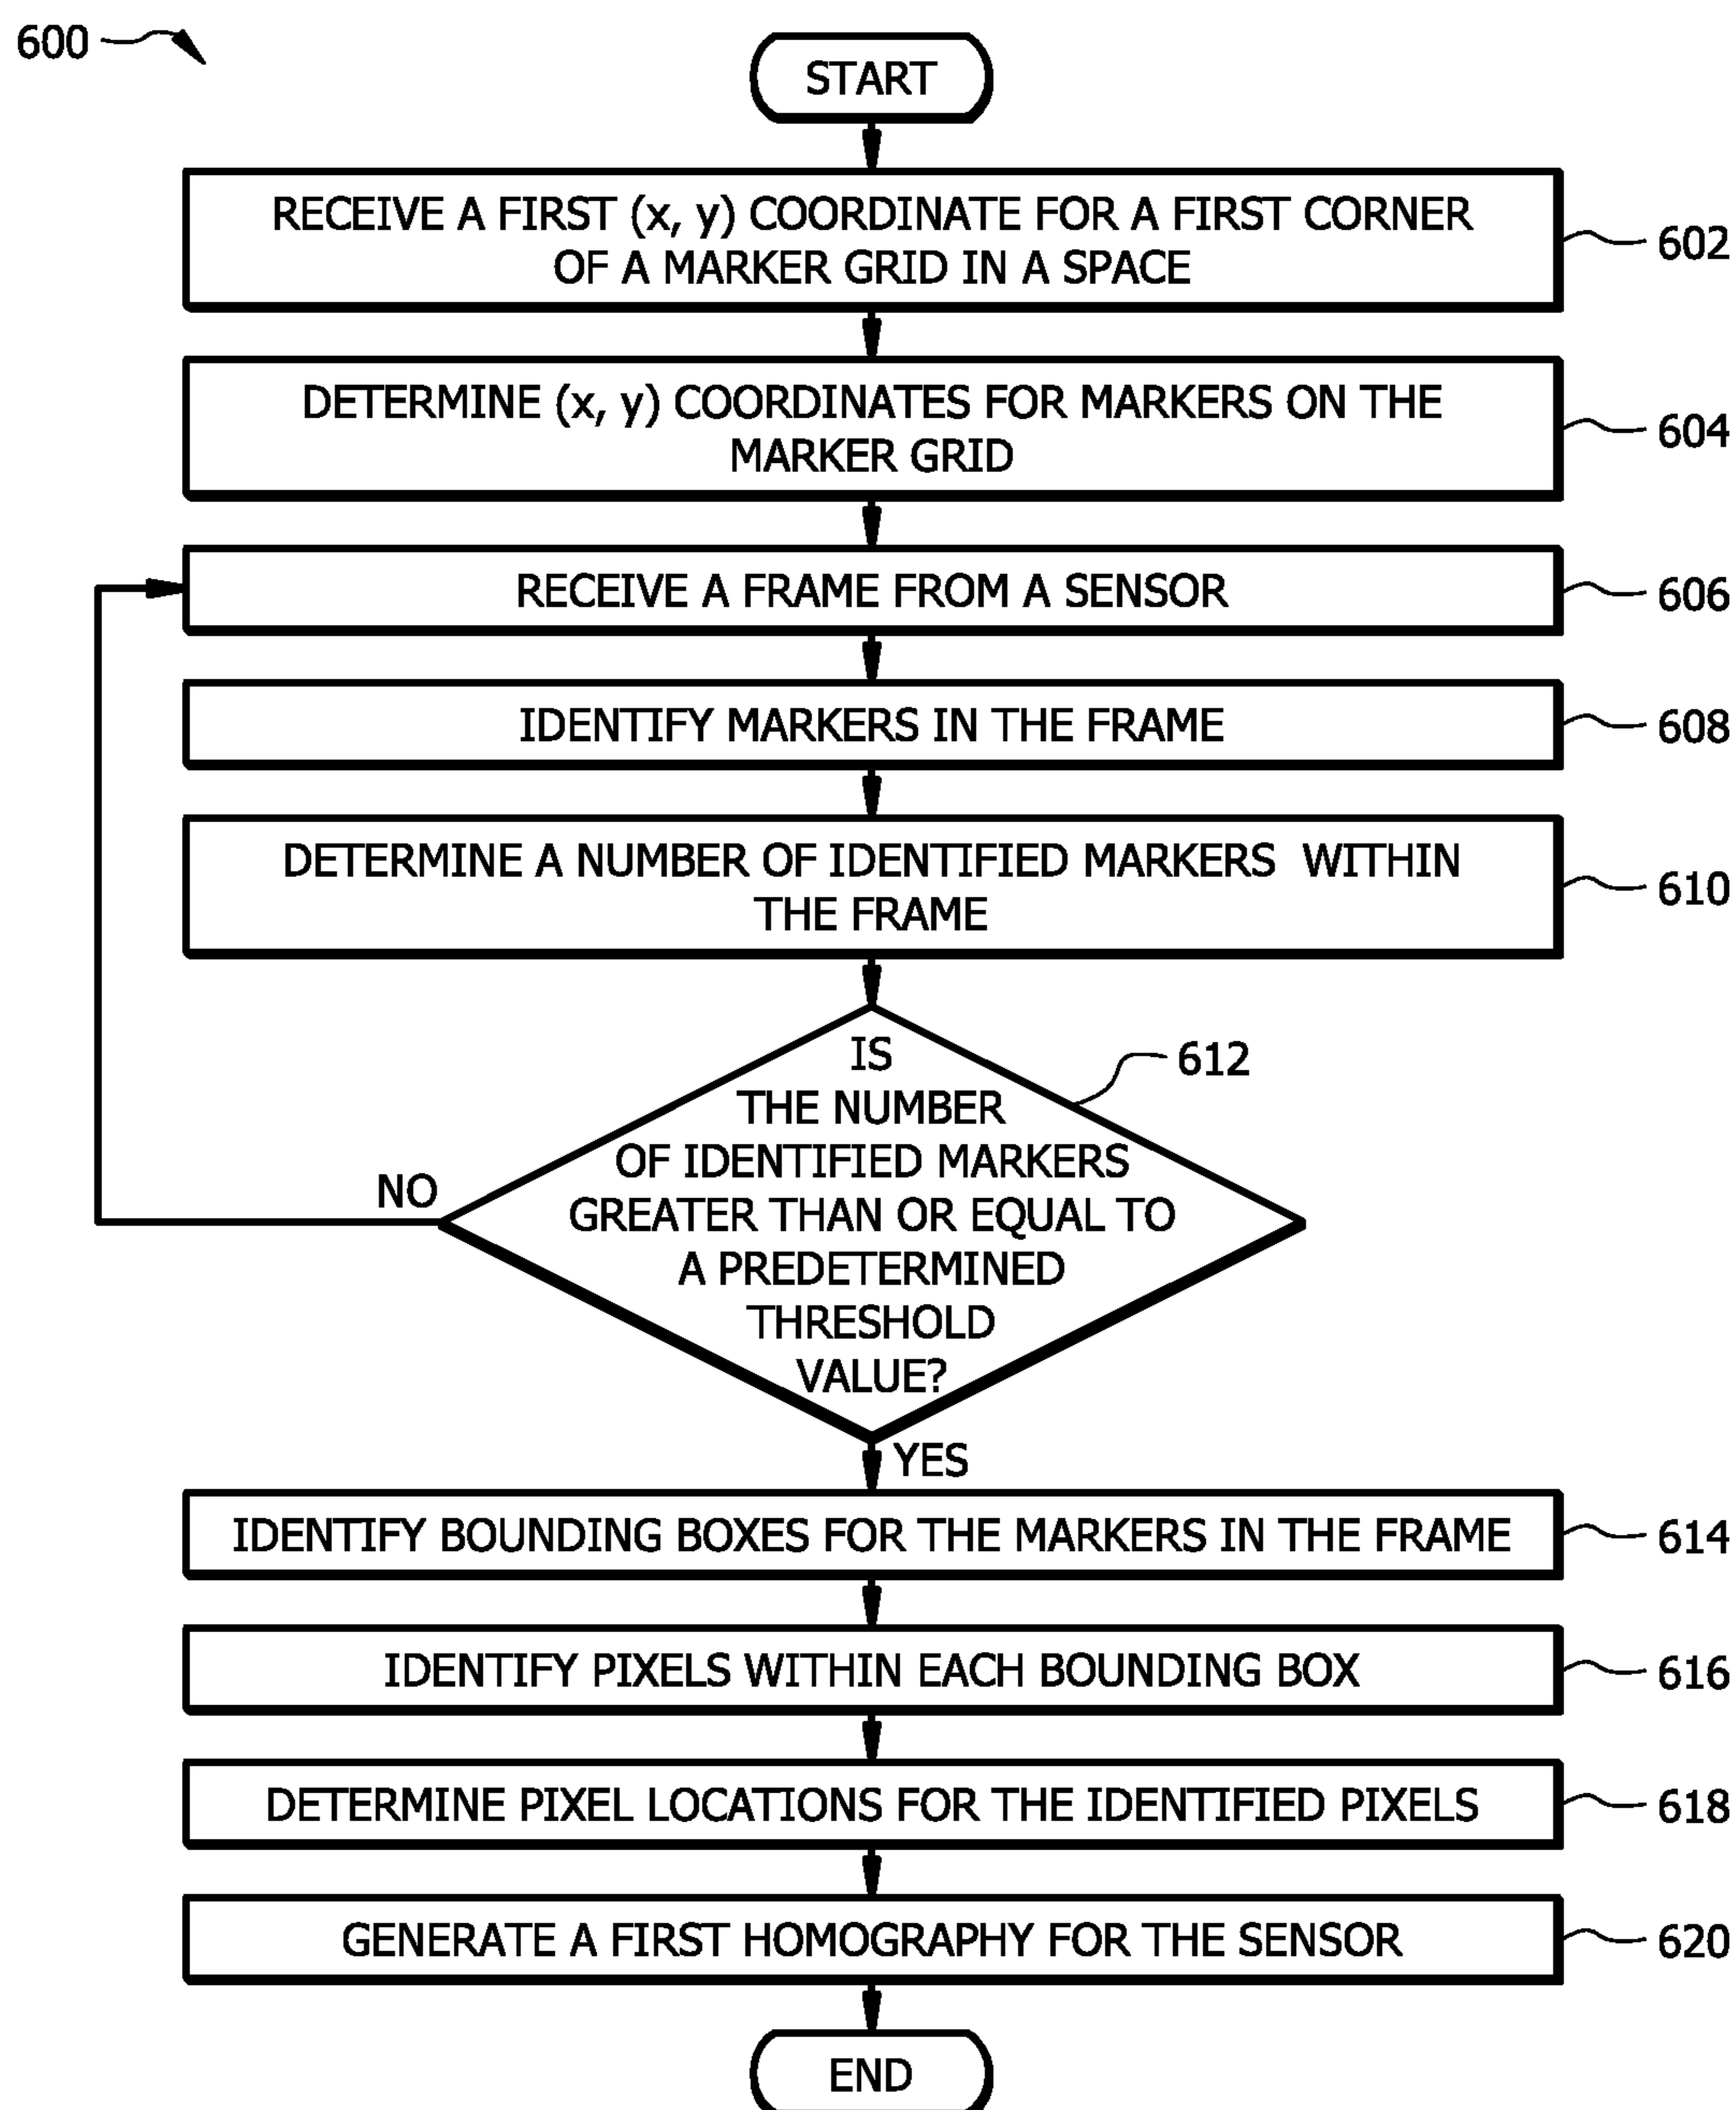 600
START
RECEIVE A FIRST (x, y) COORDINATE FOR A FIRST CORNER
OF A MARKER GRID IN A SPACE
602
DETERMINE (x, y) COORDINATES FOR MARKERS ON THE
MARKER GRID
604
RECEIVE A FRAME FROM A SENSOR
606
IDENTIFY MARKERS IN THE FRAME
608
DETERMINE A NUMBER OF IDENTIFIED MARKERS WITHIN
THE FRAME
610
IS
THE NUMBER
OF IDENTIFIED MARKERS
GREATER THAN OR EQUAL TO
A PREDETERMINED
THRESHOLD
VALUE?
612
NO
YES
IDENTIFY BOUNDING BOXES FOR THE MARKERS IN THE FRAME
614
IDENTIFY PIXELS WITHIN EACH BOUNDING BOX
616
DETERMINE PIXEL LOCATIONS FOR THE IDENTIFIED PIXELS
618
GENERATE A FIRST HOMOGRAPHY FOR THE SENSOR
620
END